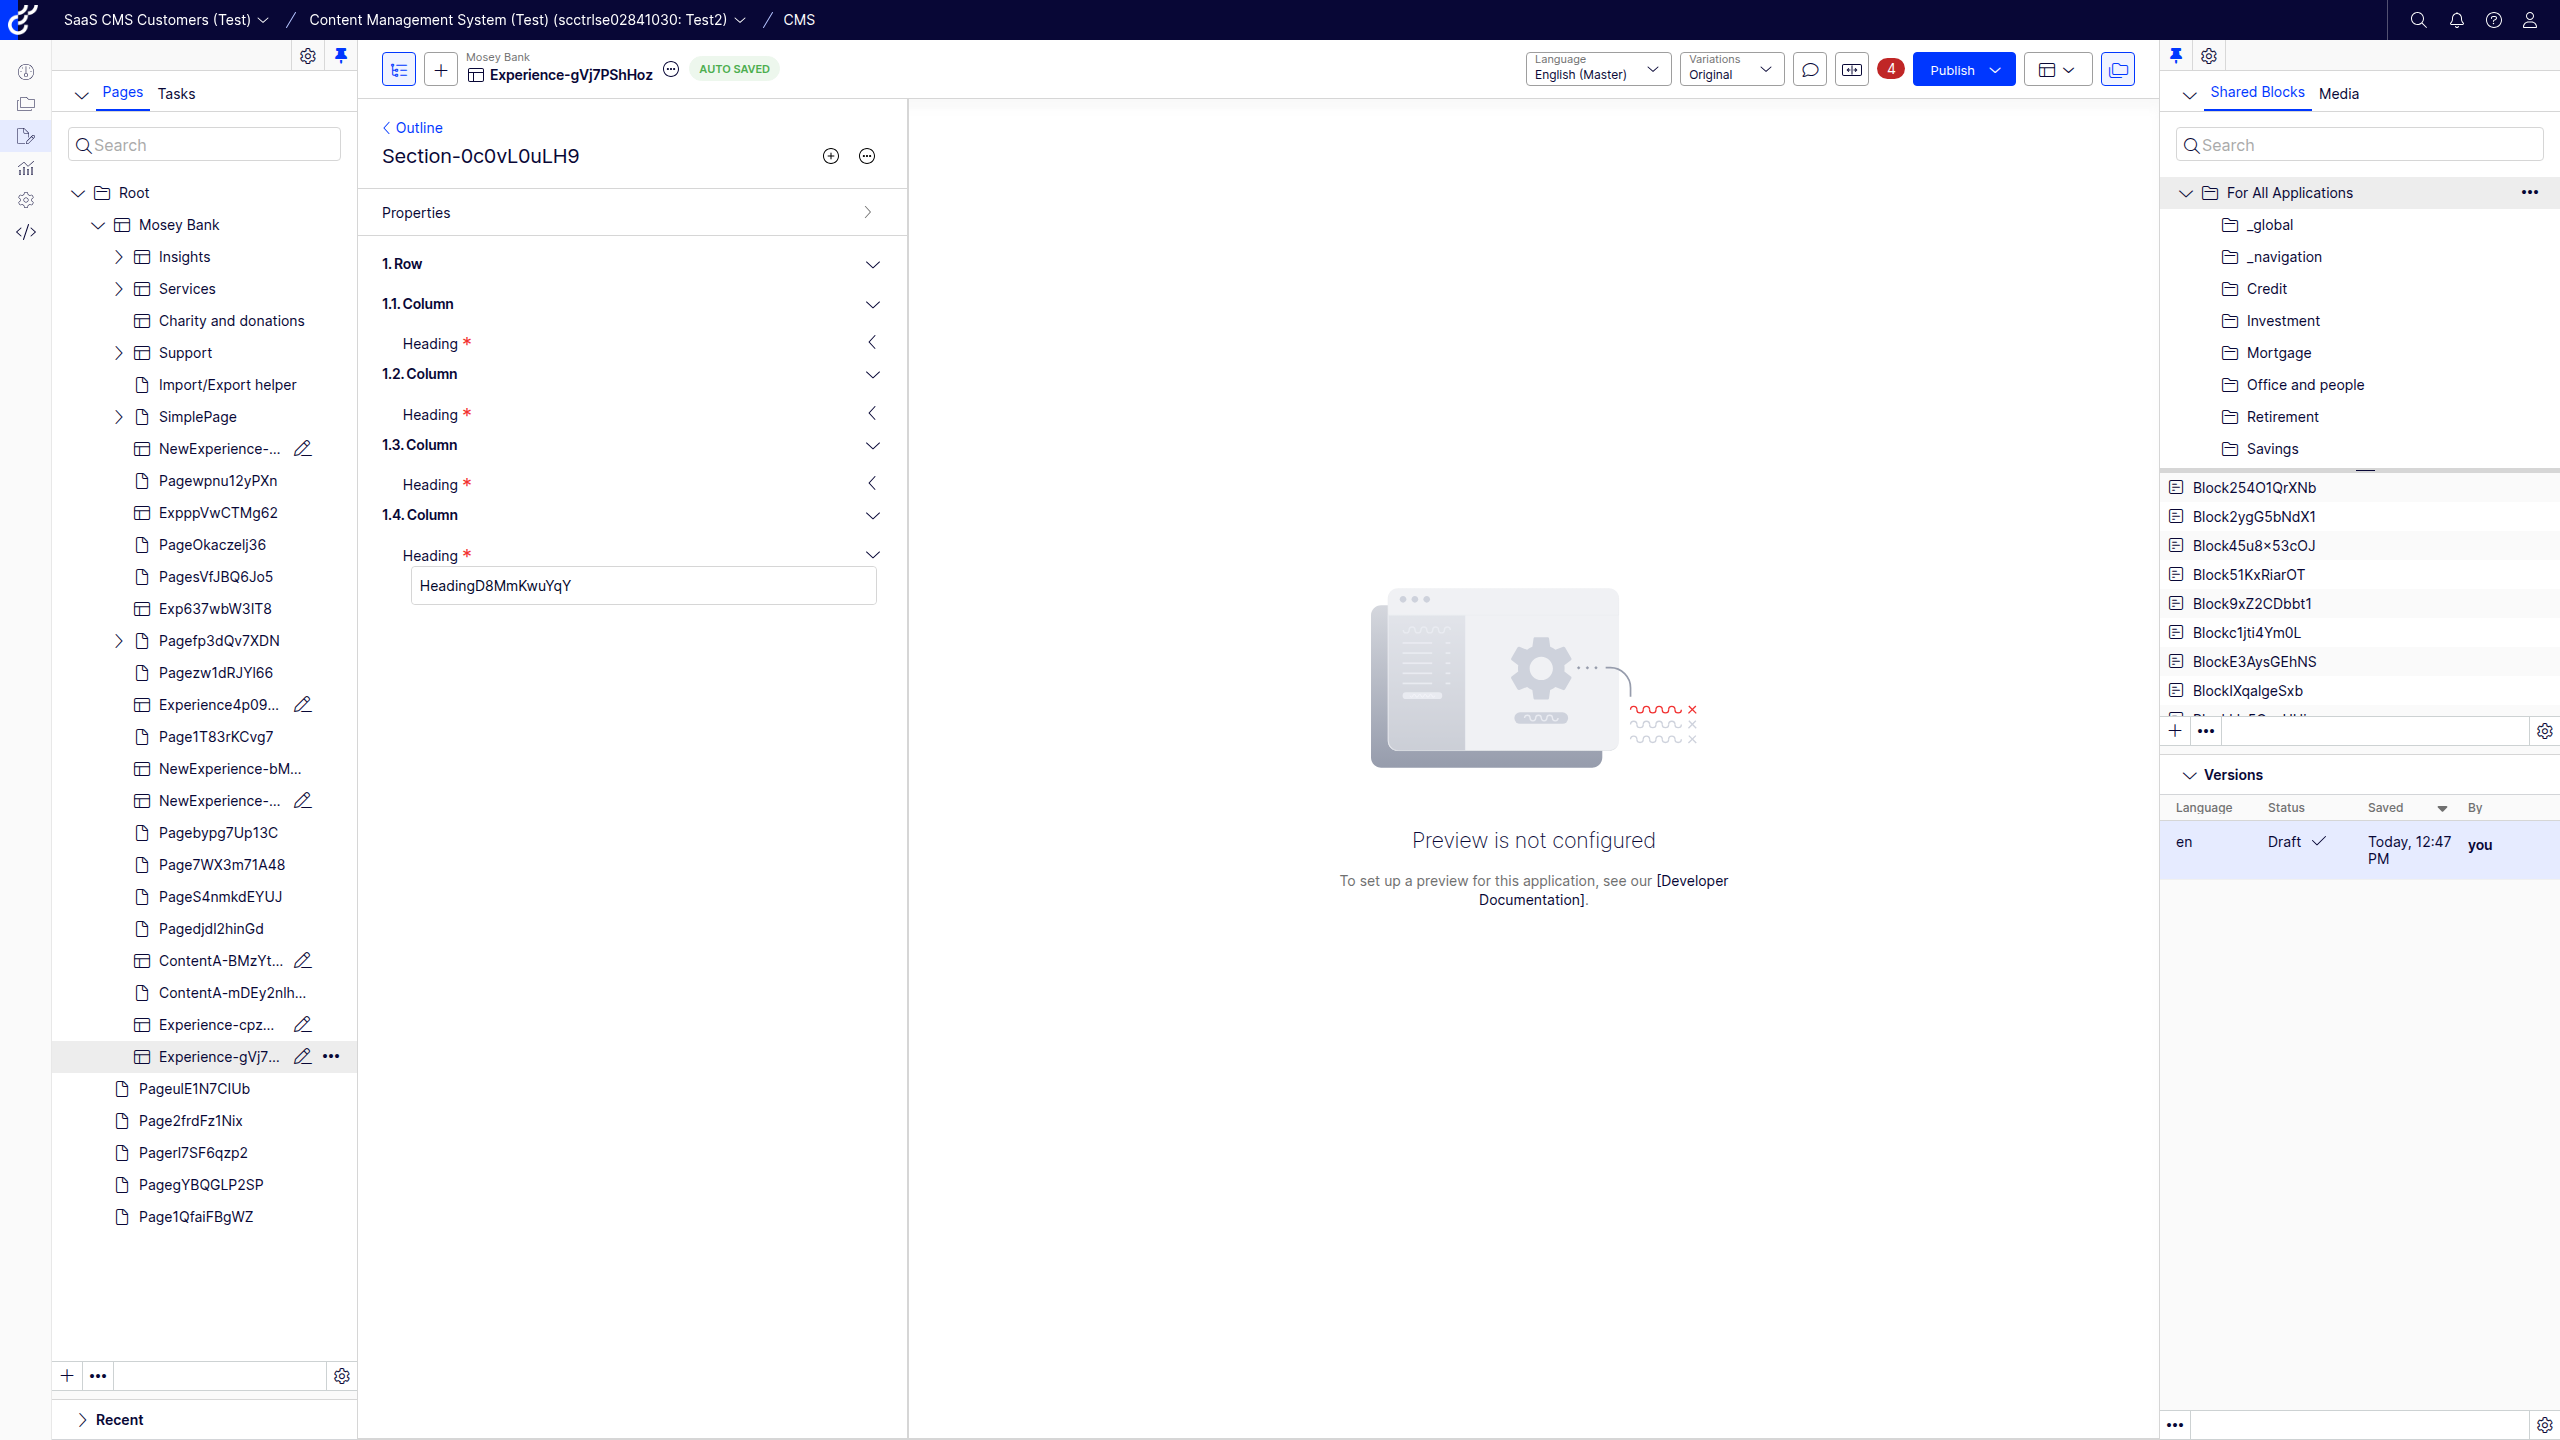 SaaS CMS Customers (Test)
Content Management System (Test) (scctrlse02841030: Test2)
CMS
Pages
Tasks
Search
Root
Mosey Bank
Insights
Services
Charity and donations
Support
Import/Export helper
SimplePage
NewExperience-...
Pagewpnu12yPXn
ExpppVwCTMg62
PageOkaczelj36
PagesVfJBQ6Jo5
Exp637wbW3IT8
Pagefp3dQv7XDN
Pagezw1dRJYl66
Experience4p09...
Page1T83rKCvg7
NewExperience-bM...
NewExperience-...
Pagebypg7Up13C
Page7WX3m71A48
PageS4nmkdEYUJ
Pagedjdl2hinGd
ContentA-BMzYt...
ContentA-mDEy2nlh...
Experience-cpz...
Experience-gVj7...
PageulE1N7CIUb
Page2frdFz1Nix
Pagerl7SF6qzp2
PagegYBQGLP2SP
Page1QfaiFBgWZ
Recent
Mosey Bank
Experience-gVj7PShHoz
AUTO SAVED
Language
English (Master)
Variations
Original
4
Publish
Outline
Section-0c0vL0uLH9
Properties
1. Row
1.1. Column
Heading *
1.2. Column
Heading *
1.3. Column
Heading *
1.4. Column
Heading *
HeadingD8MmKwuYqY
Preview is not configured
To set up a preview for this application, see our [Developer
Documentation].
Shared Blocks
Media
Search
For All Applications
_global
_navigation
Credit
Investment
Mortgage
Office and people
Retirement
Savings
Block254O1QrXNb
Block2ygG5bNdX1
Block45u8x53cOJ
Block51KxRiarOT
Block9xZ2CDbbt1
Blockc1jti4Ym0L
BlockE3AysGEhNS
BlocklXqaIgeSxb
Versions
Language
Status
Saved
By
en
Draft
Today, 12:47
PM
you